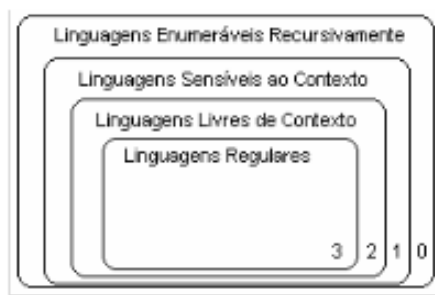 Linguagens Enumeráveis Recursivamente
Linguagens Sensíveis ao Contexto
Linguagens Livres de Contexto
Linguagens Regulares
3 2 1 0